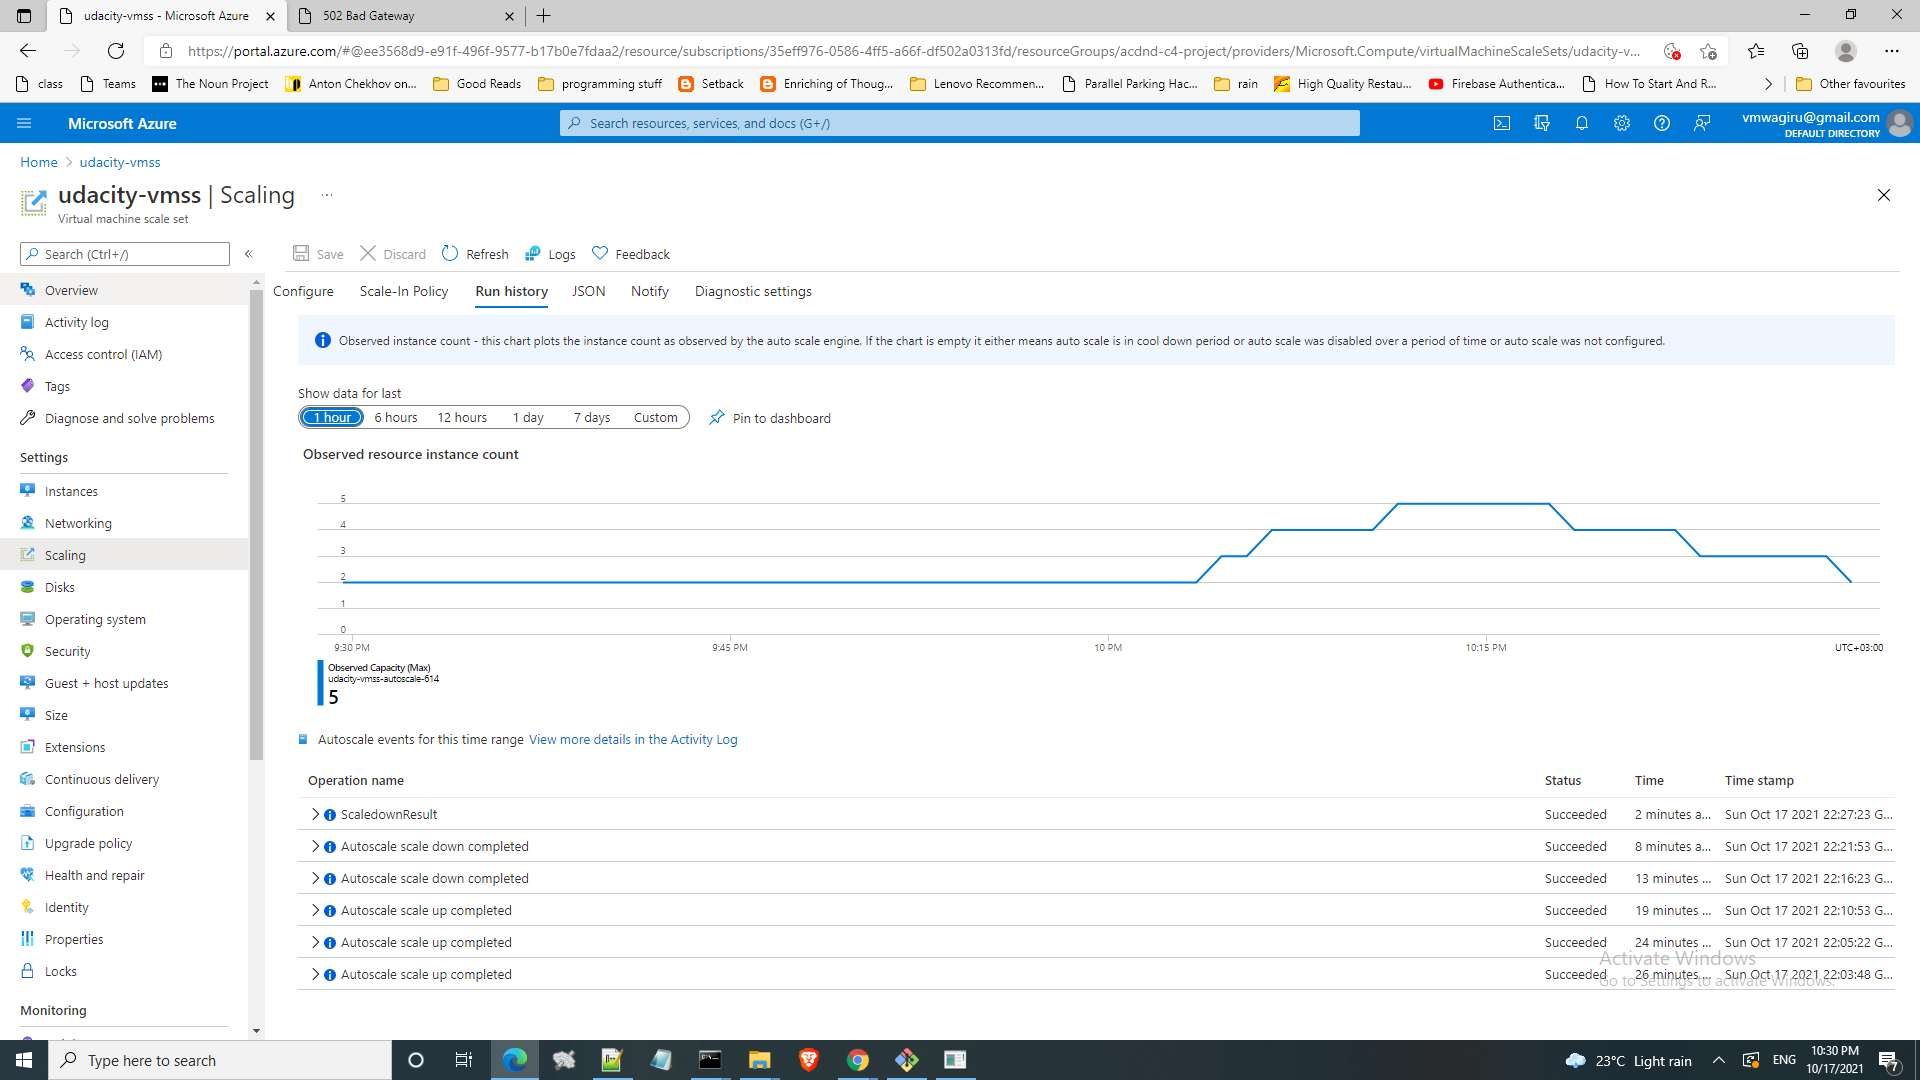 udacity-vmss - Microsoft Azure
502 Bad Gateway
https://portal.azure.com/#@ee3568d9-e91f-496f-9577-b17b0e7fdaa2/resource/subscriptions/35eff976-0586-4ff5-a66f-df502a0313fd/resourceGroups/acdnd-c4-project/providers/Microsoft.Compute/virtualMachineScaleSets/udacity-v...
class Teams The Noun Project Anton Chekhov on... Good Reads programming stuff Setback Enriching of Thoug... Lenovo Recommen... Parallel Parking Hac... rain High Quality Restau... Firebase Authentica... How To Start And R... Other favourites
Microsoft Azure
Search resources, services, and docs (G+/)
vmwagiru@gmail.com
DEFAULT DIRECTORY
Home > udacity-vmss
udacity-vmss | Scaling ...
Virtual machine scale set
Search (Ctrl+/)
Save Discard Refresh Logs Feedback
Overview
Activity log
Access control (IAM)
Tags
Diagnose and solve problems
Settings
Instances
Networking
Scaling
Disks
Operating system
Security
Guest + host updates
Size
Extensions
Continuous delivery
Configuration
Upgrade policy
Health and repair
Identity
Properties
Locks
Monitoring
Configure Scale-In Policy Run history JSON Notify Diagnostic settings
Observed instance count - this chart plots the instance count as observed by the auto scale engine. If the chart is empty it either means auto scale is in cool down period or auto scale was disabled over a period of time or auto scale was not configured.
Show data for last
1 hour 6 hours 12 hours 1 day 7 days Custom Pin to dashboard
Observed resource instance count
5
4
3
2
1
0
9:30 PM 9:45 PM 10 PM 10:15 PM UTC+03:00
Observed Capacity (Max)
udacity-vmss-autoscale-614
5
Autoscale events for this time range View more details in the Activity Log
Operation name Status Time Time stamp
ScaledownResult Succeeded 2 minutes a... Sun Oct 17 2021 22:27:23 G...
Autoscale scale down completed Succeeded 8 minutes a... Sun Oct 17 2021 22:21:53 G...
Autoscale scale down completed Succeeded 13 minutes ... Sun Oct 17 2021 22:16:23 G...
Autoscale scale up completed Succeeded 19 minutes ... Sun Oct 17 2021 22:10:53 G...
Autoscale scale up completed Succeeded 24 minutes ... Sun Oct 17 2021 22:05:22 G...
Autoscale scale up completed Succeeded 26 minutes ... Sun Oct 17 2021 22:03:48 G...
Activate Windows
Go to Settings to activate Windows.
Type here to search
23°C Light rain
ENG
10:30 PM
10/17/2021
7